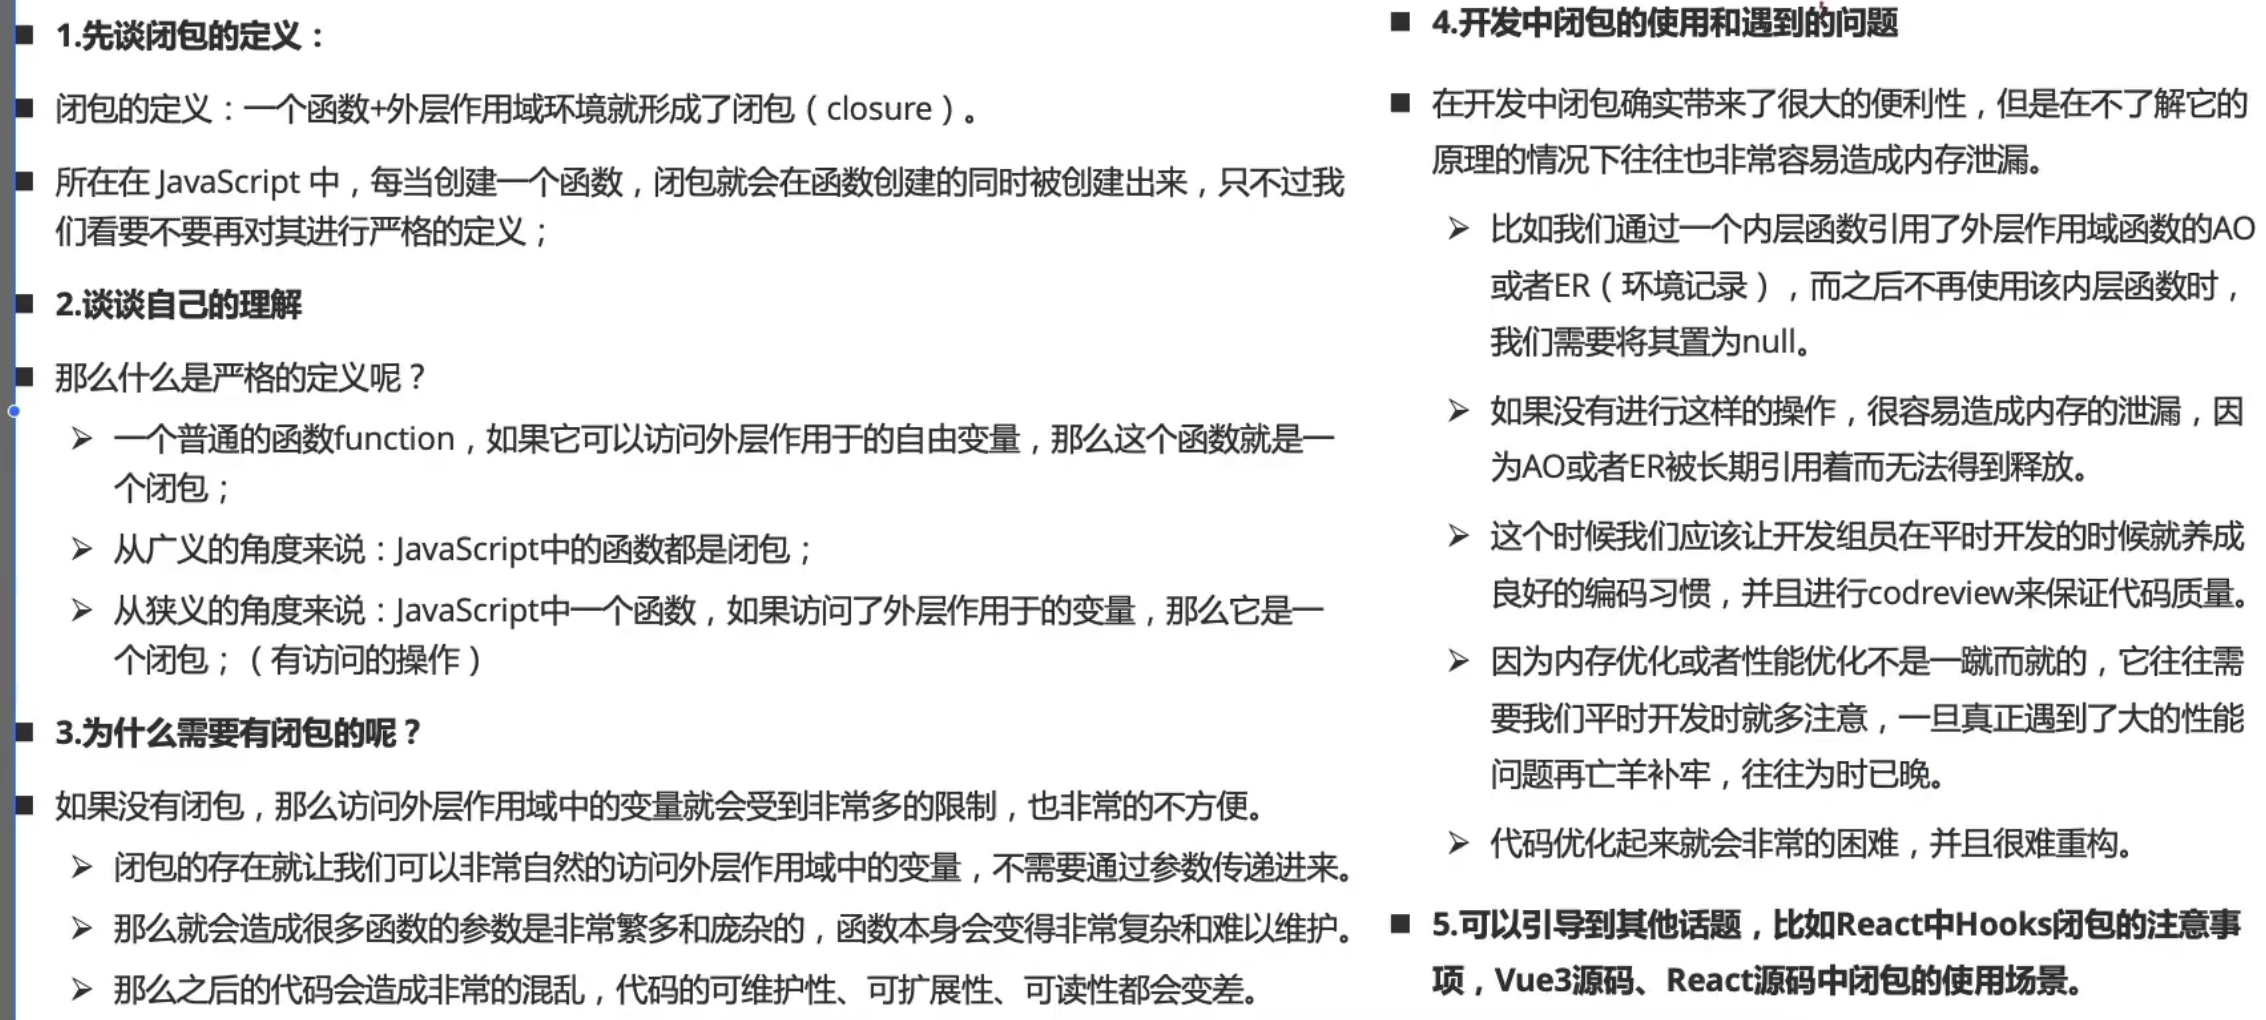 ■ 1.先谈闭包的定义：
■ 闭包的定义：一个函数+外层作用域环境就形成了闭包（closure）。
■ 所在在 JavaScript 中，每当创建一个函数，闭包就会在函数创建的同时被创建出来，只不过我
们看要不要再对其进行严格的定义；
■ 2.谈谈自己的理解
■ 那么什么是严格的定义呢？
➢ 一个普通的函数function，如果它可以访问外层作用于的自由变量，那么这个函数就是一
个闭包；
➢ 从广义的角度来说：JavaScript中的函数都是闭包；
➢ 从狭义的角度来说：JavaScript中一个函数，如果访问了外层作用于的变量，那么它是一
个闭包；（有访问的操作）
■ 3.为什么需要有闭包的呢？
■ 如果没有闭包，那么访问外层作用域中的变量就会受到非常多的限制，也非常的不方便。
➢ 闭包的存在就让我们可以非常自然的访问外层作用域中的变量，不需要通过参数传递进来。
➢ 那么就会造成很多函数的参数是非常繁多和庞杂的，函数本身会变得非常复杂和难以维护。
➢ 那么之后的代码会造成非常的混乱，代码的可维护性、可扩展性、可读性都会变差。
■ 4.开发中闭包的使用和遇到的问题
■ 在开发中闭包确实带来了很大的便利性，但是在不了解它的
原理的情况下往往也非常容易造成内存泄漏。
➢ 比如我们通过一个内层函数引用了外层作用域函数的AO
或者ER（环境记录），而之后不再使用该内层函数时，
我们需要将其置为null。
➢ 如果没有进行这样的操作，很容易造成内存的泄漏，因
为AO或者ER被长期引用着而无法得到释放。
➢ 这个时候我们应该让开发组员在平时开发的时候就养成
良好的编码习惯，并且进行codreview来保证代码质量。
➢ 因为内存优化或者性能优化不是一蹴而就的，它往往需
要我们平时开发时就多注意，一旦真正遇到了大的性能
问题再亡羊补牢，往往为时已晚。
➢ 代码优化起来就会非常的困难，并且很难重构。
■ 5.可以引导到其他话题，比如React中Hooks闭包的注意事
项，Vue3源码、React源码中闭包的使用场景。